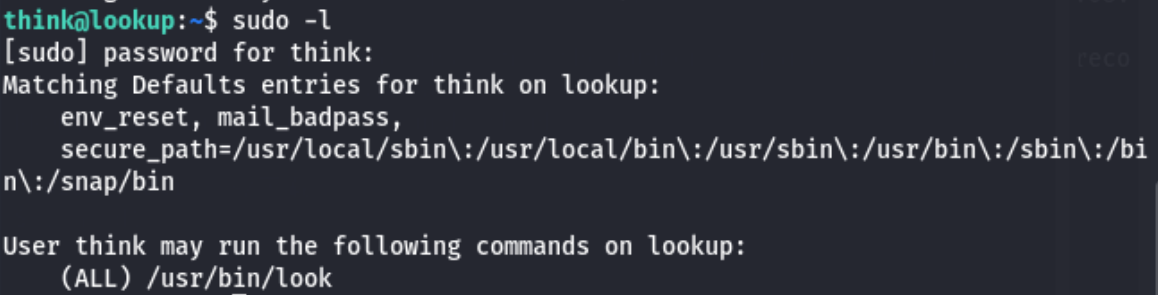 think@lookup:~$ sudo -l
[sudo] password for think:
Matching Defaults entries for think on lookup:
    env_reset, mail_badpass,
    secure_path=/usr/local/sbin\:/usr/local/bin\:/usr/sbin\:/usr/bin\:/sbin\:/bi
n\:/snap/bin

User think may run the following commands on lookup:
    (ALL) /usr/bin/look
reco